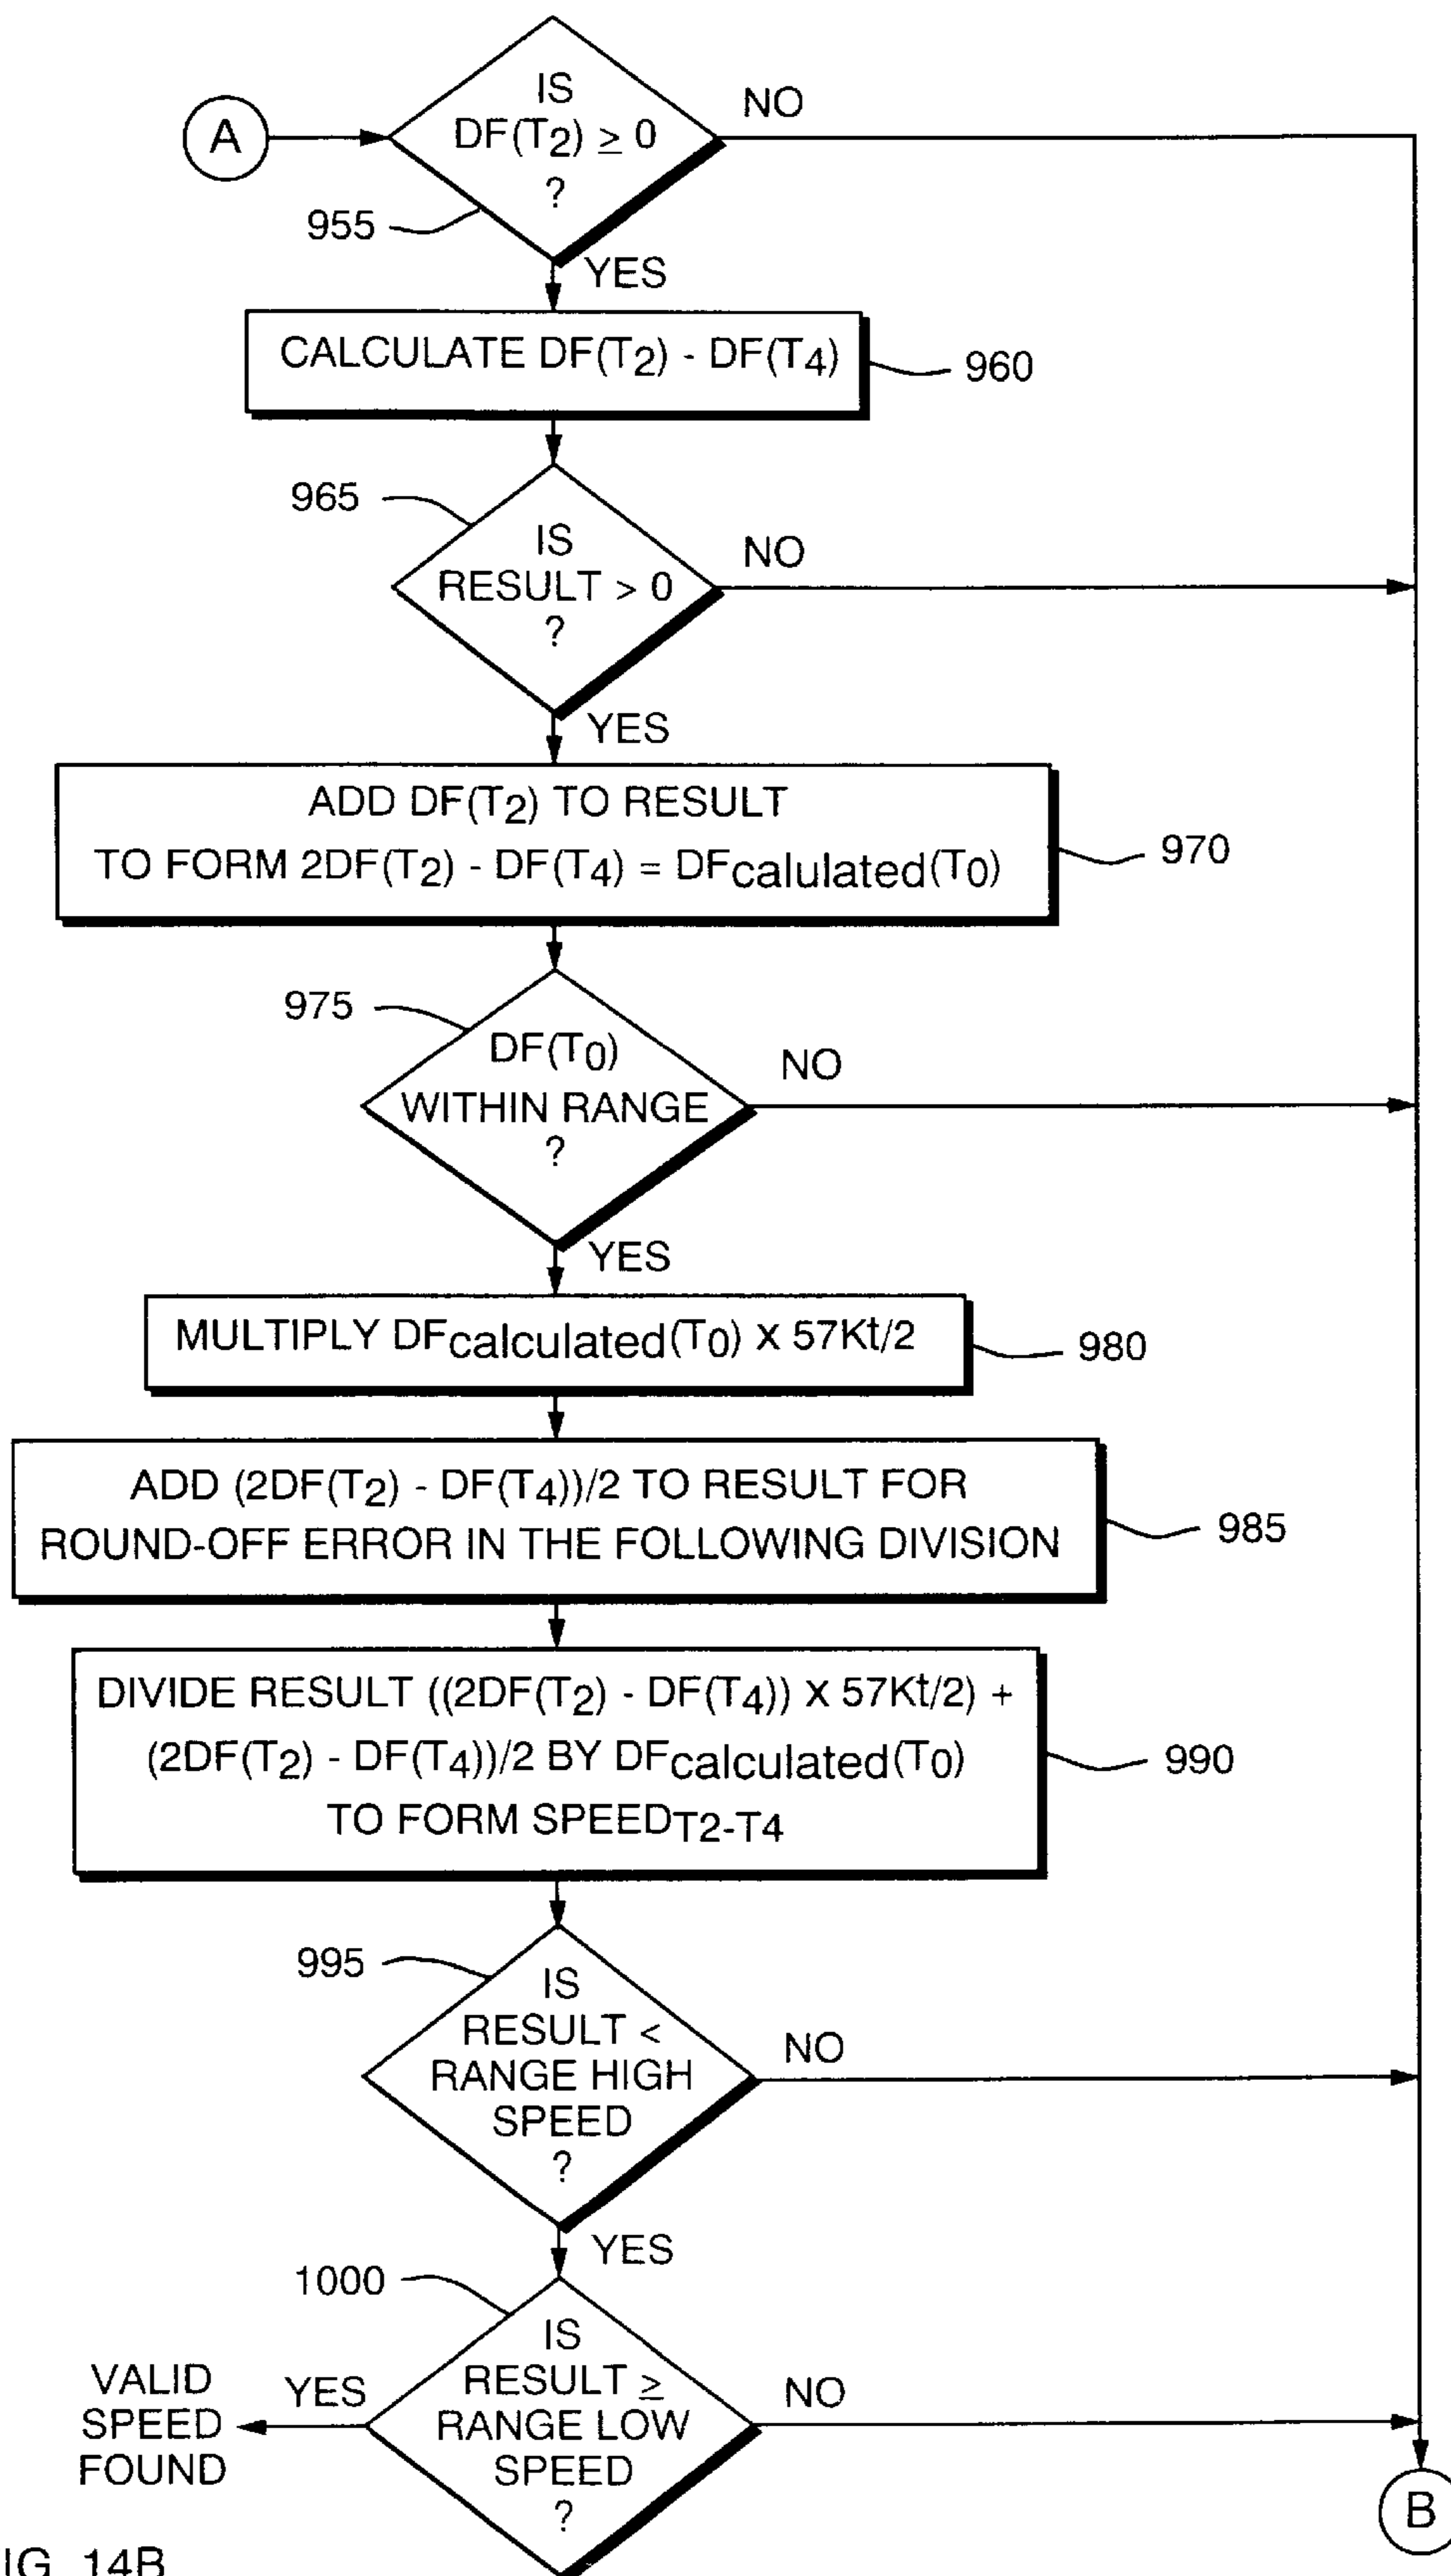 IS
DF(T2) ≥ 0
?
NO
A
955
YES
CALCULATE DF(T2) - DF(T4)
960
965
IS
RESULT > 0
?
NO
YES
ADD DF(T2) TO RESULT
TO FORM 2DF(T2) - DF(T4) = DFcalulated(T0)
970
975
DF(T0)
WITHIN RANGE
?
NO
YES
MULTIPLY DFcalculated(T0) X 57Kt/2
980
ADD (2DF(T2) - DF(T4))/2 TO RESULT FOR
ROUND-OFF ERROR IN THE FOLLOWING DIVISION
985
DIVIDE RESULT ((2DF(T2) - DF(T4)) X 57Kt/2) +
(2DF(T2) - DF(T4))/2 BY DFcalculated(T0)
TO FORM SPEEDT2-T4
990
995
IS
RESULT <
RANGE HIGH
SPEED
?
NO
YES
1000
IS
RESULT ≥
RANGE LOW
SPEED
?
NO
YES
VALID
SPEED
FOUND
B
IG. 14B